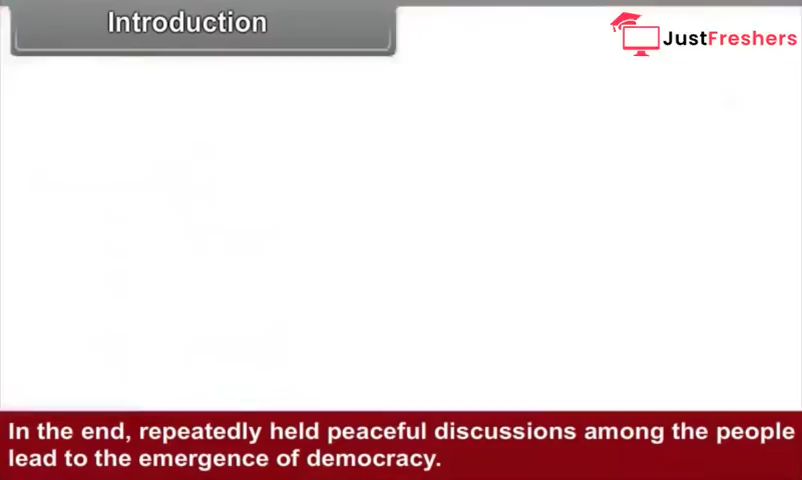 Introduction
JustFreshers
In the end, repeatedly held peaceful discussions among the people
lead to the emergence of democracy.